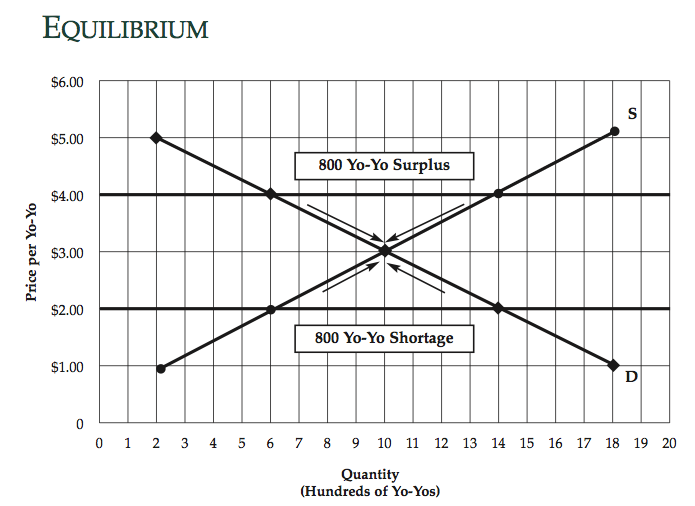 EQUILIBRIUM
$6.00
$5.00
$4.00
$3.00
$2.00
$1.00
0
Price per Yo-Yo
S
800 Yo-Yo Surplus
800 Yo-Yo Shortage
D
0 1 2 3 4 5 6 7 8 9 10 11 12 13 14 15 16 17 18 19 20
Quantity
(Hundreds of Yo-Yos)